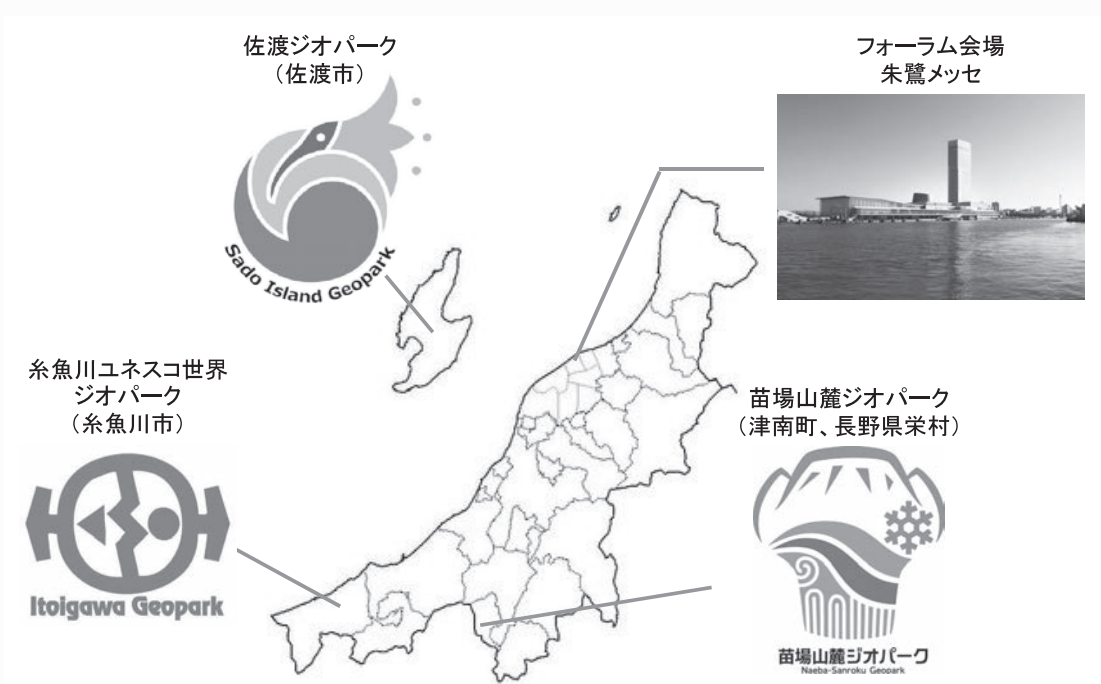 佐渡ジオパーク
(佐渡市)
Sado Island Geopark
フォーラム会場
朱鷺メッセ
糸魚川ユネスコ世界
ジオパーク
(糸魚川市)
Itoigawa Geopark
苗場山麓ジオパーク
(津南町、長野県栄村)
苗場山麓ジオパーク
Naeba-Sanroku Geopark